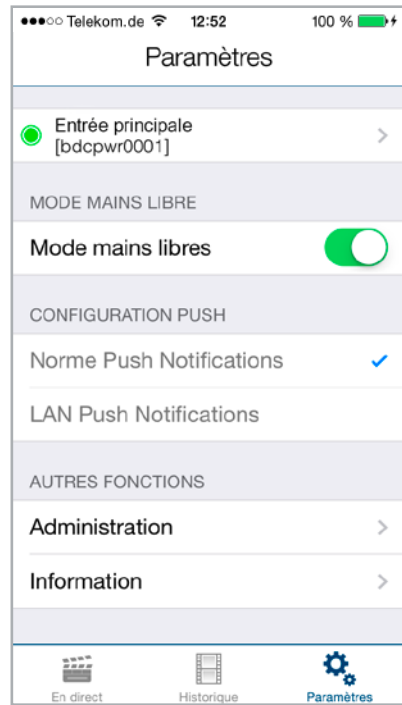 Telekom.de 12:52 100 %
Paramètres
Entrée principale
[bdcpwr0001]
MODE MAINS LIBRE
Mode mains libres
CONFIGURATION PUSH
Norme Push Notifications
LAN Push Notifications
AUTRES FONCTIONS
Administration
Information
En direct Historique Paramètres